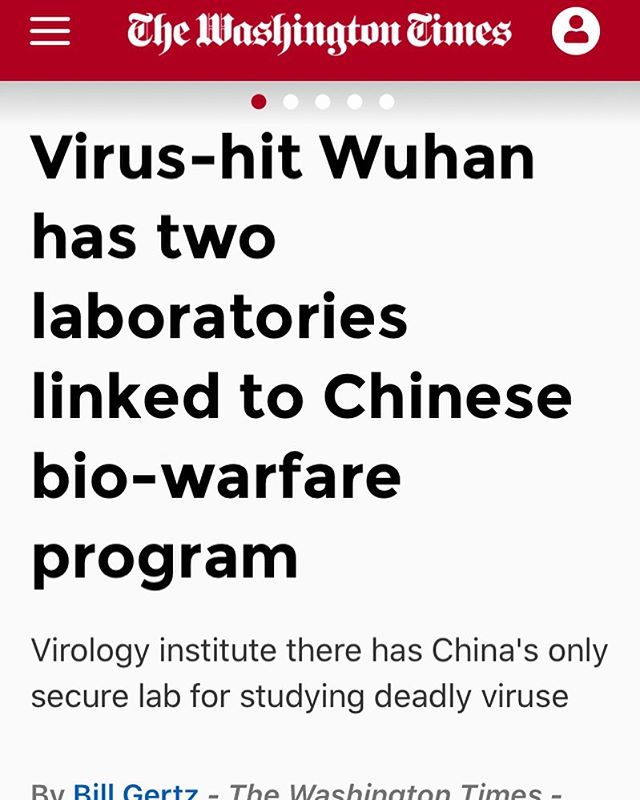 The Washington Times
Virus-hit Wuhan
has two
laboratories
linked to Chinese
bio-warfare
program
Virology institute there has China's only
secure lab for studying deadly viruse
By Bill Gertz - The Washington Times -